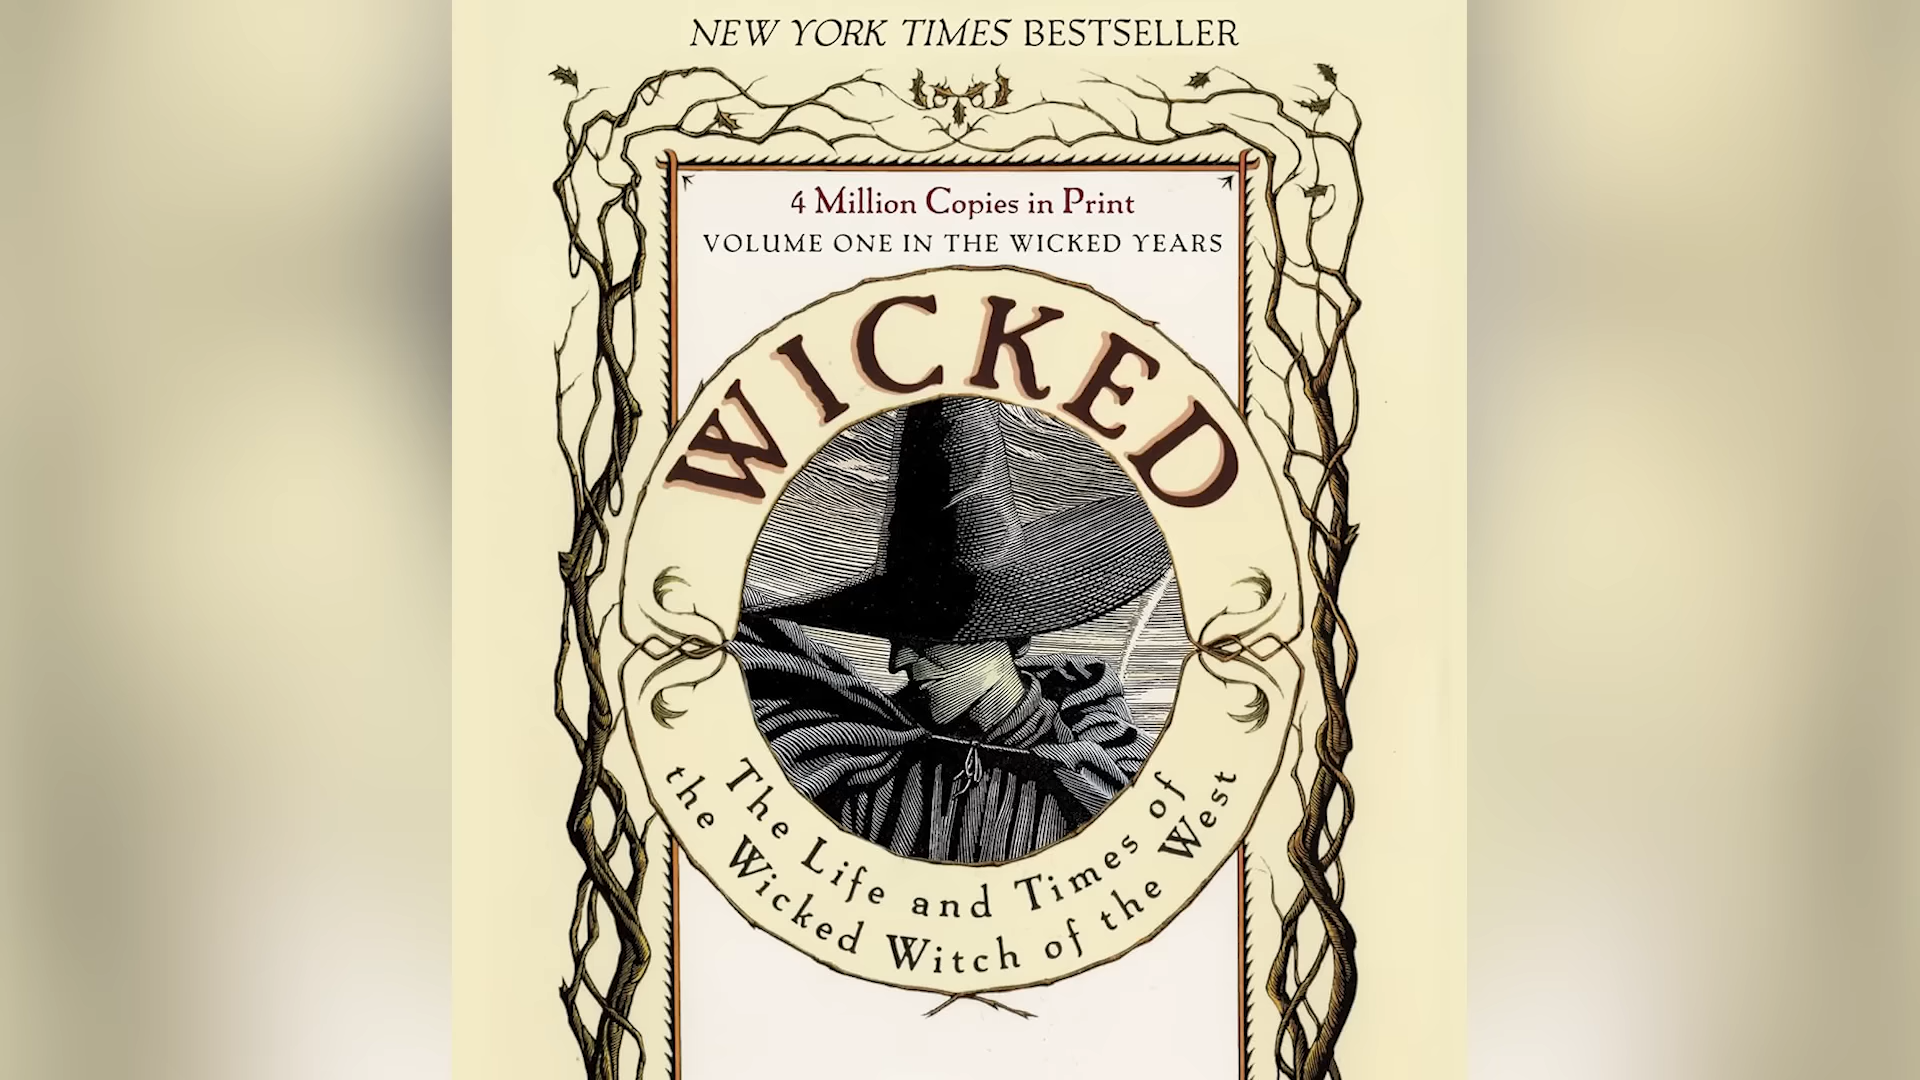 NEW YORK TIMES BESTSELLER
4 Million Copies in Print
VOLUME ONE IN THE WICKED YEARS
WICKED
The Life and Times of
the Wicked Witch of the West